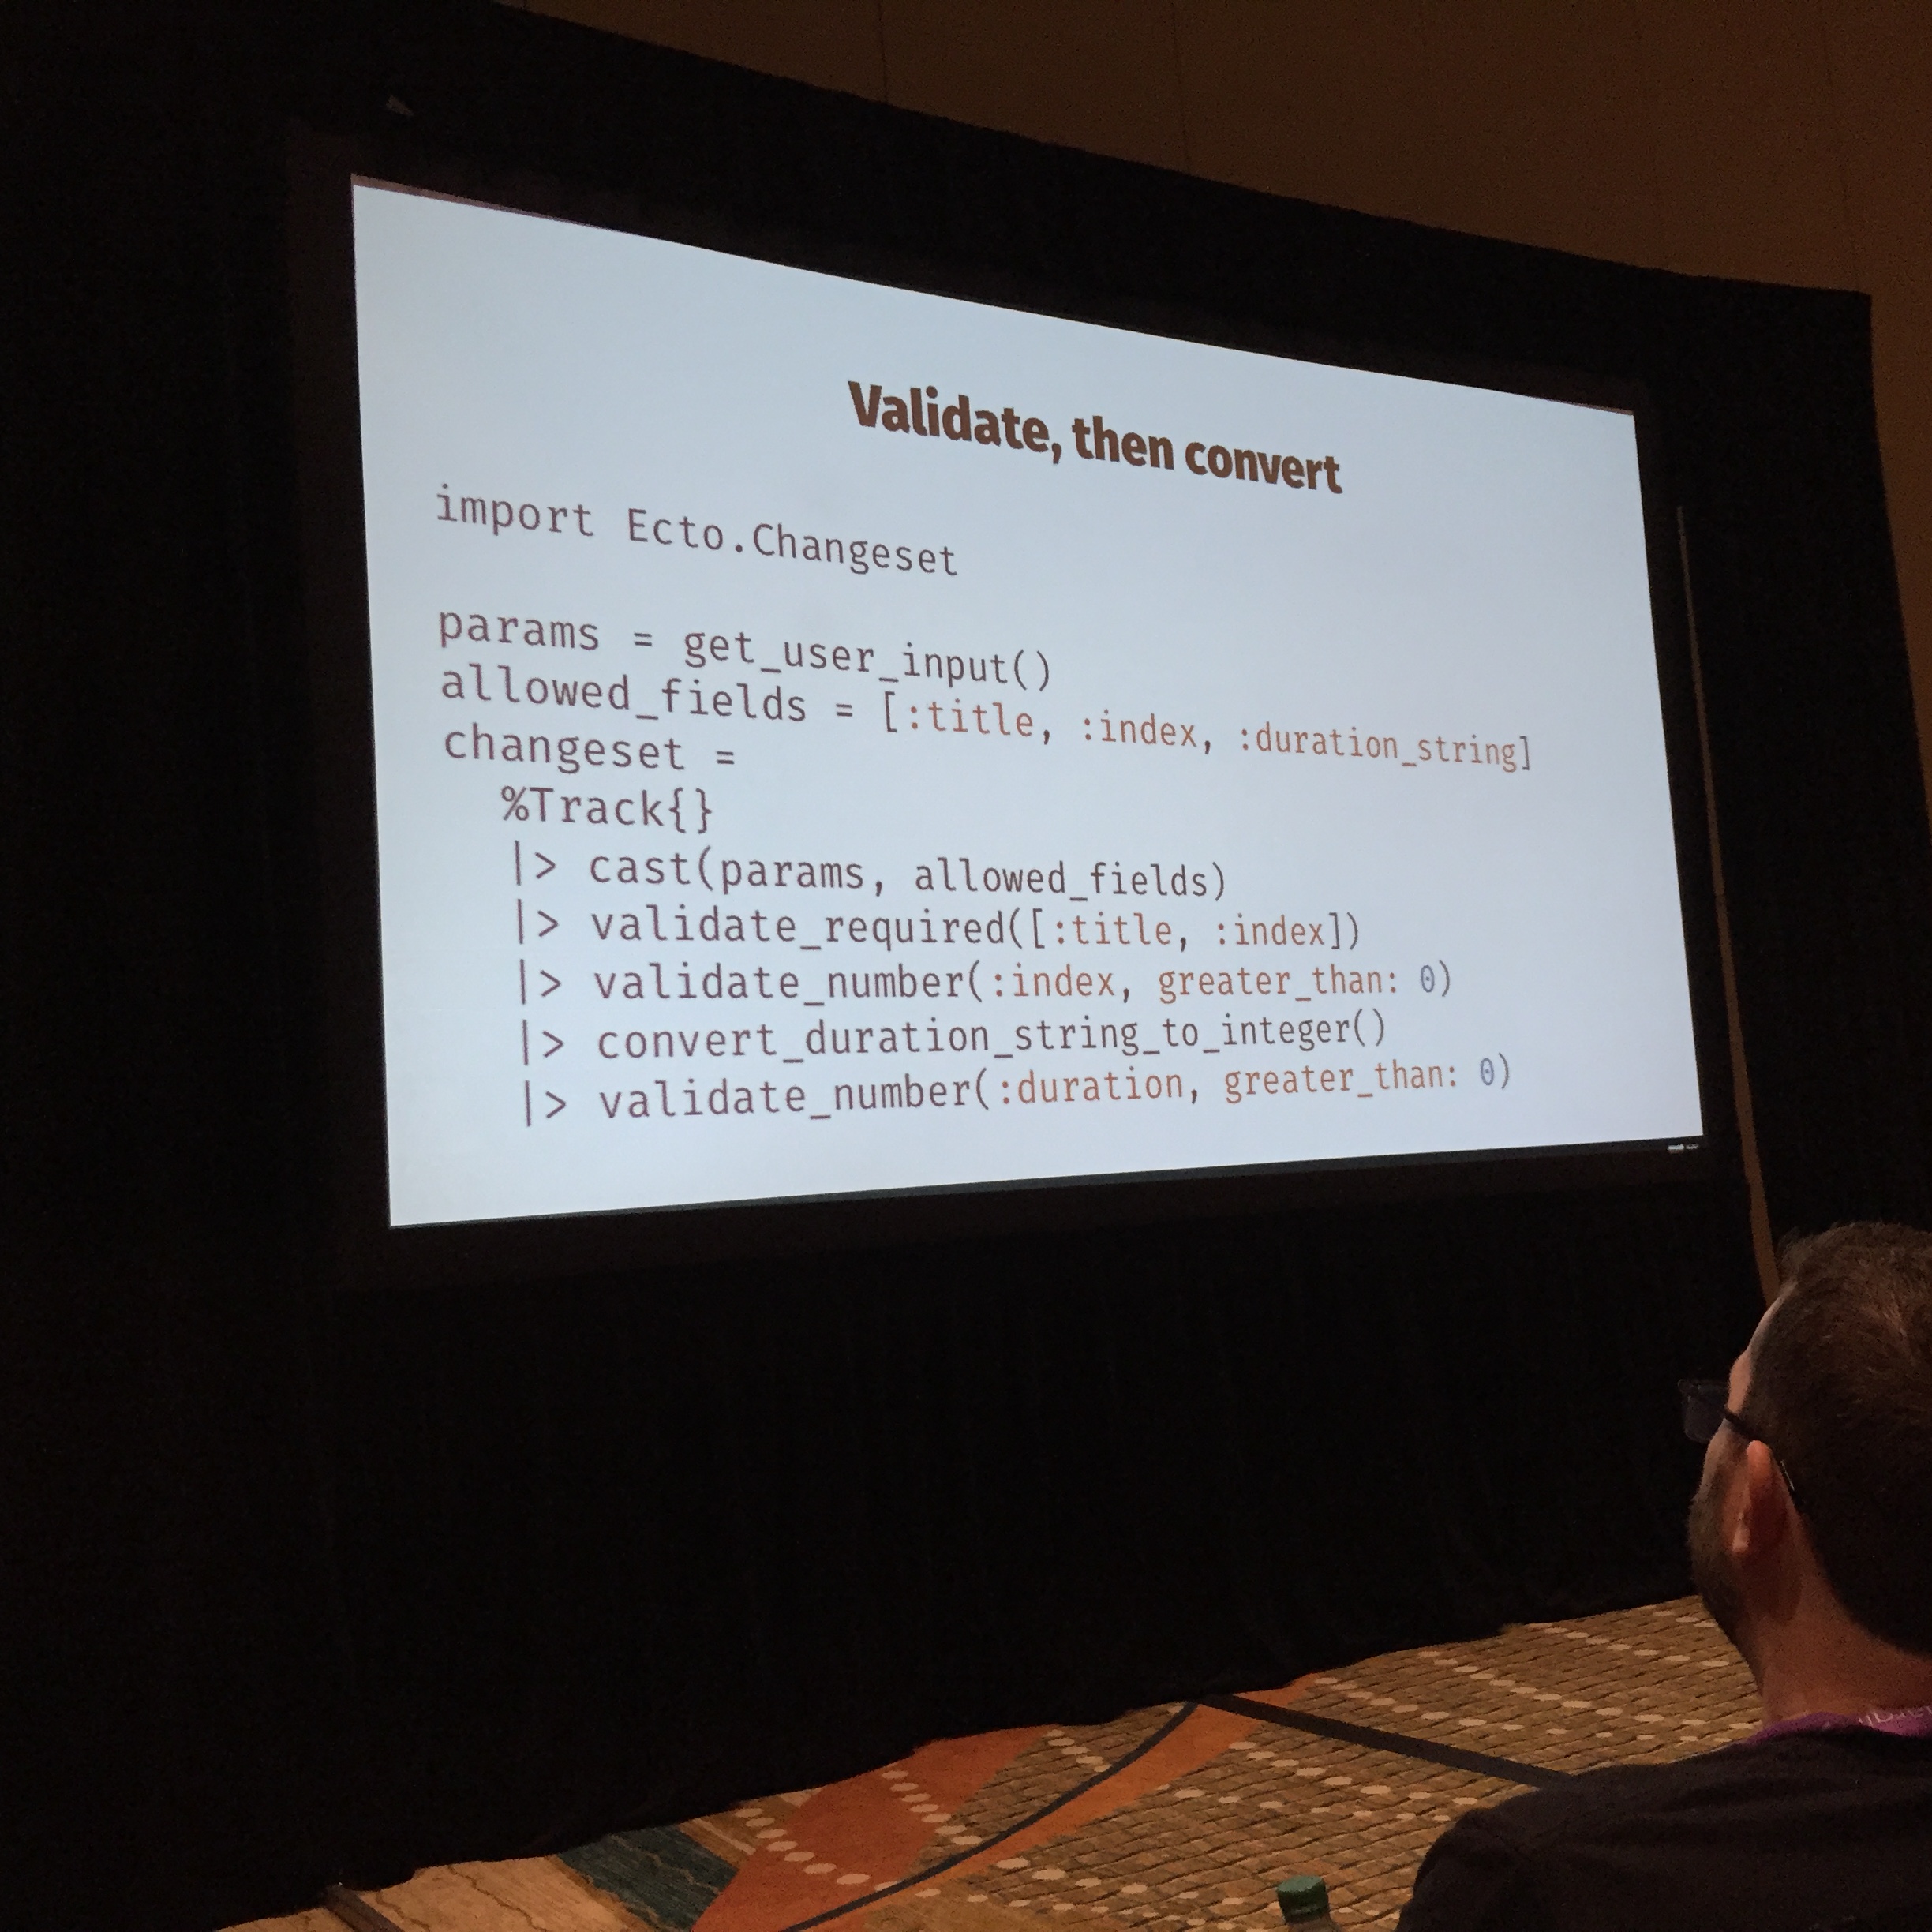 Validate, then convert
import Ecto.Changeset
params = get_user_input()
allowed_fields = [:title, :index, :duration_string]
changeset =
  %Track{}
  |> cast(params, allowed_fields)
  |> validate_required([:title, :index])
  |> validate_number(:index, greater_than: 0)
  |> convert_duration_string_to_integer()
  |> validate_number(:duration, greater_than: 0)